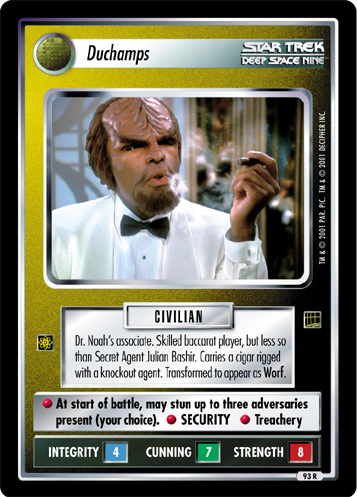 Duchamps
STAR TREK
DEEP SPACE NINE
TM & © 2001 PAR. PIC. TM & © 2001 DECIPHER INC.
CIVILIAN
Dr. Noah's associate. Skilled baccarat player, but less so
than Secret Agent Julian Bashir. Carries a cigar rigged
with a knockout agent. Transformed to appear as Worf.
• At start of battle, may stun up to three adversaries
present (your choice). • SECURITY • Treachery
INTEGRITY 4 CUNNING 7 STRENGTH 8
93 R